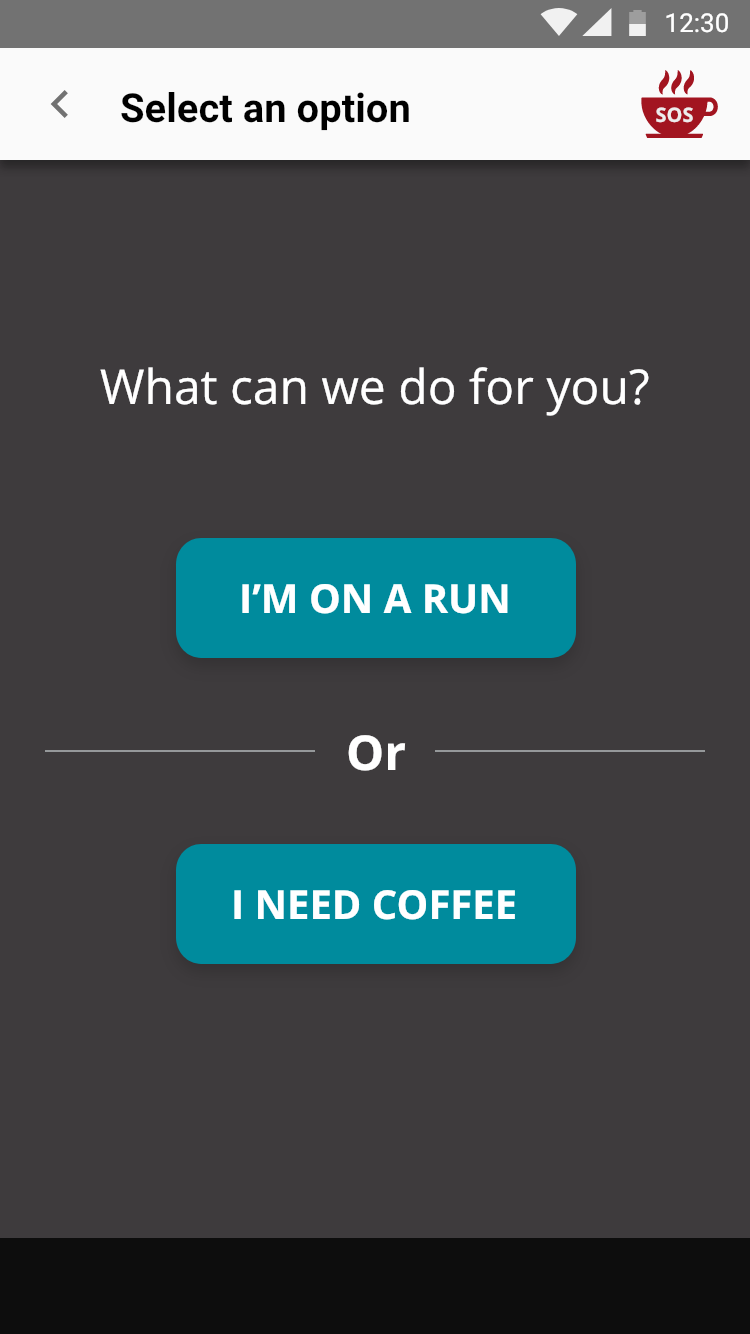 12:30
Select an option
SOS
What can we do for you?
I’M ON A RUN
Or
I NEED COFFEE